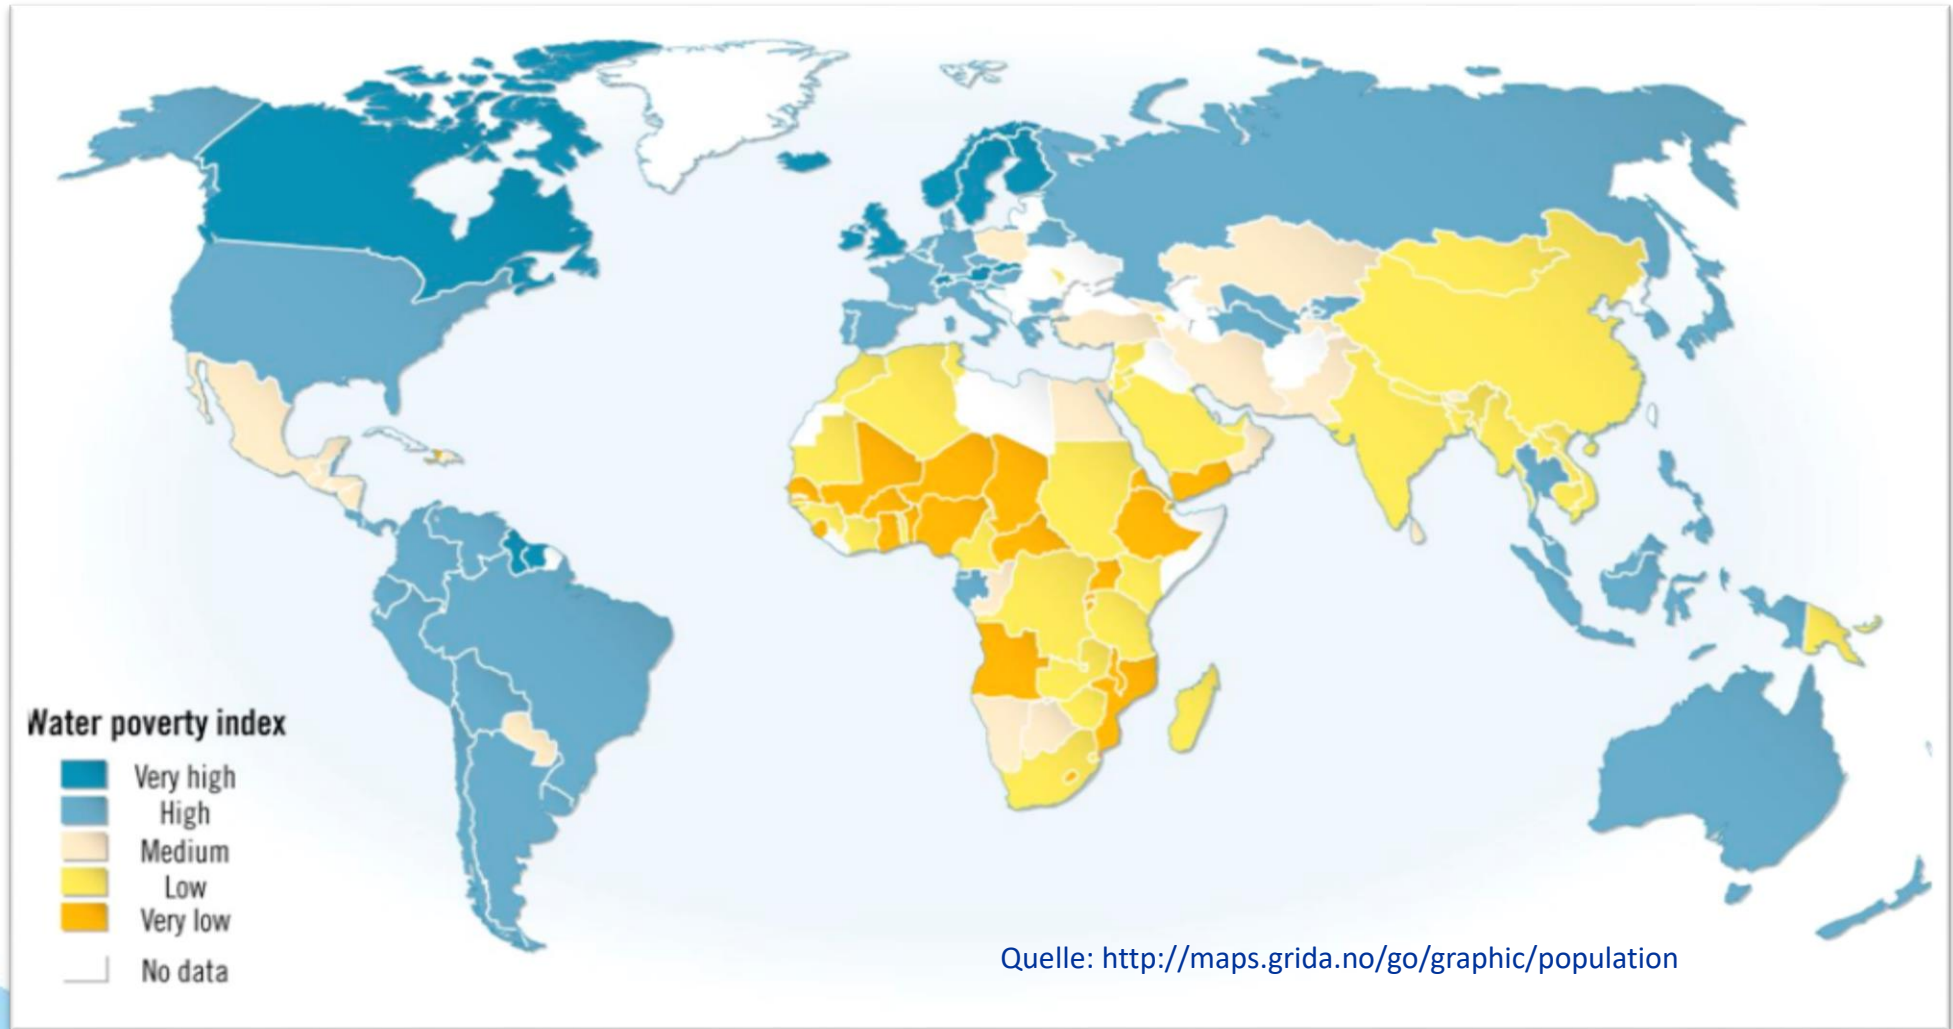 Water poverty index
Very high
High
Medium
Low
Very low
No data
Quelle: http://maps.grida.no/go/graphic/population